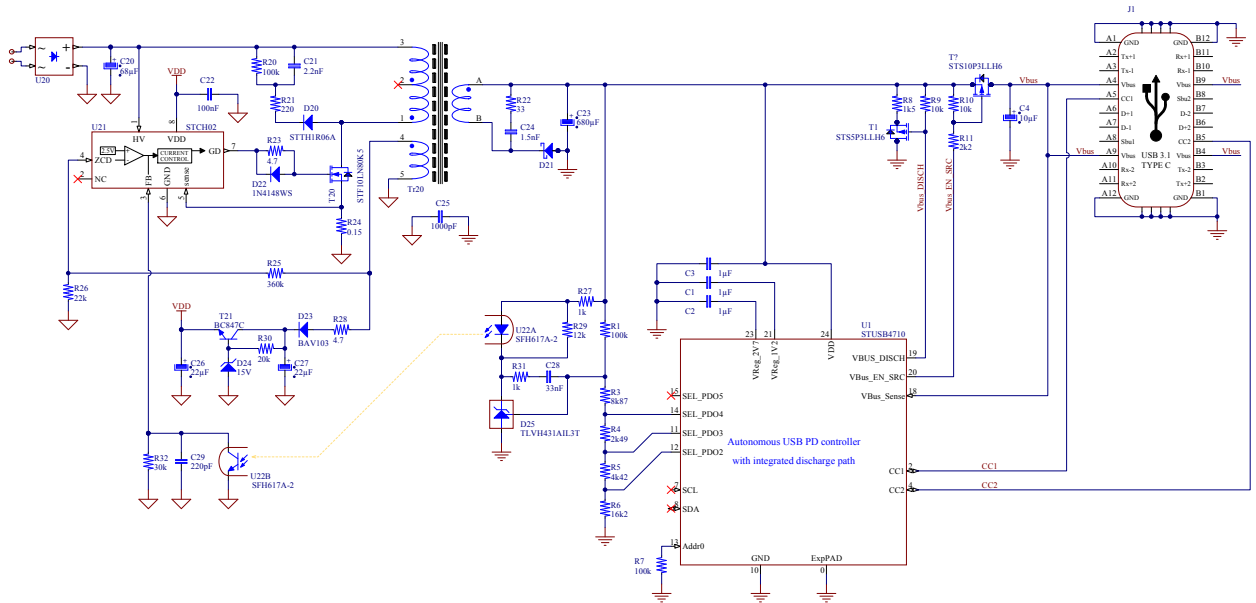 J1
U20
C20
68µF
R20
100k
C21
2.2nF
VDD
C22
100nF
R21
220
D20
STTH1R06A
U21
STCH02
HV
VDD
2.5V
ZCD
CURRENT
CONTROL
GD
NC
FB
GND
sense
1
8
4
2
3
6
5
7
R23
4.7
D22
1N4148WS
T20
STF10LN80K5
R24
0.15
3
2
1
4
5
Tr20
A
B
C25
1000pF
R22
33
C24
1.5nF
C23
680µF
D21
T?
STS10P3LLH6
R8
1k5
R9
10k
R10
10k
T1
STS5P3LLH6
R11
2k2
C4
10µF
Vbus
Vbus_DISCH
Vbus_EN_SRC
A1 GND GND B12
A2 Tx+1 Rx+1 B11
A3 Tx-1 Rx-1 B10
A4 Vbus Vbus B9 Vbus
A5 CC1 Sbu2 B8
A6 D+1 D-2 B7
A7 D-1 D+2 B6
A8 Sbu1 CC2 B5
Vbus A9 Vbus Vbus B4 Vbus
A10 Rx-2 Tx-2 B3
A11 Rx+2 Tx+2 B2
A12 GND GND B1
USB 3.1
TYPE C
R25
360k
R26
22k
VDD
T21
BC847C
D23
BAV103
R28
4.7
R30
20k
C26
22µF
D24
15V
C27
22µF
R32
30k
C29
220pF
U22B
SFH617A-2
R27
1k
R29
12k
R1
100k
U22A
SFH617A-2
R31
1k
C28
33nF
D25
TLVH431AIL3T
R3
8k87
R4
2k49
R5
4k42
R6
16k2
R7
100k
C3 1µF
C1 1µF
C2 1µF
U1
STUSB4710
23
VReg_2V7
21
VReg_1V2
24
VDD
VBUS_DISCH 19
VBus_EN_SRC 20
VBus_Sense 18
15 SEL_PDO5
14 SEL_PDO4
11 SEL_PDO3
12 SEL_PDO2
Autonomous USB PD controller
with integrated discharge path
CC1 2 CC1
CC2 4 CC2
7 SCL
8 SDA
13 Addr0
GND
10
ExpPAD
0